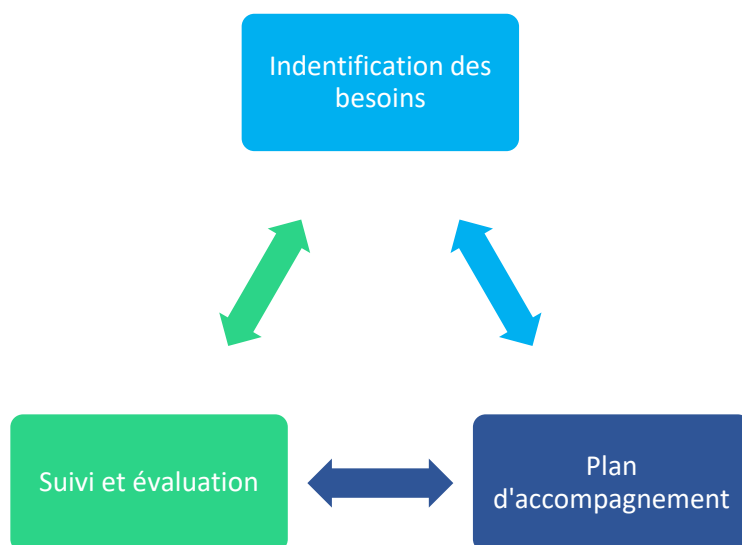 Indentification des
besoins
Suivi et évaluation
Plan
d'accompagnement